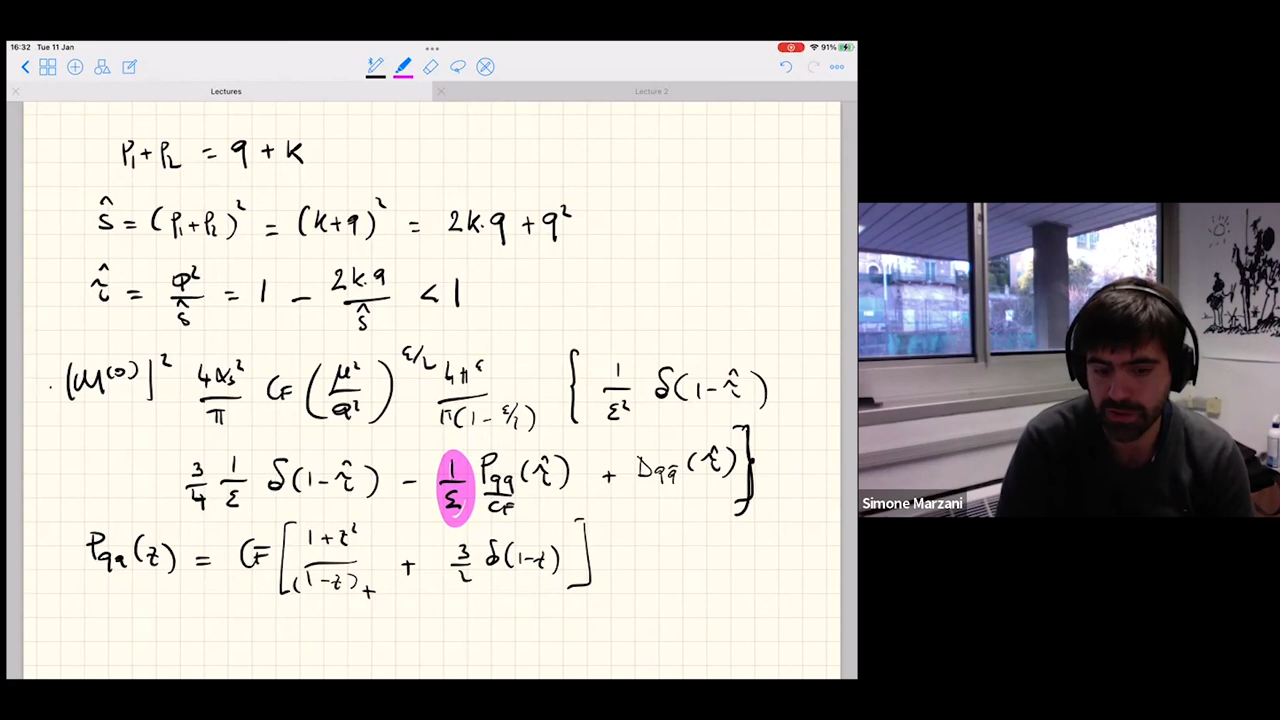 16:32 Tue 11 Jan
91%
Lectures
Lecture 2
p₁ + p₂ = q + k
ŝ = (p₁+p₂)² = (k+q)² = 2k.q + q²
τ̂ = Q²/ŝ = 1 - 2k.q/ŝ < 1
|M⁽⁰⁾|² 4αs²/π CF (μ²/Q²)^(ε/2) 4π^ε/Γ(1-ε/2) { 1/ε² δ(1-τ̂)
3/4 1/ε δ(1-τ̂) - 1/ε Pqq(τ̂)/CF + Dqq̄(τ̂) }
Pqq(z) = CF [ 1+z²/(1-z)₊ + 3/2 δ(1-z) ]
Simone Marzani